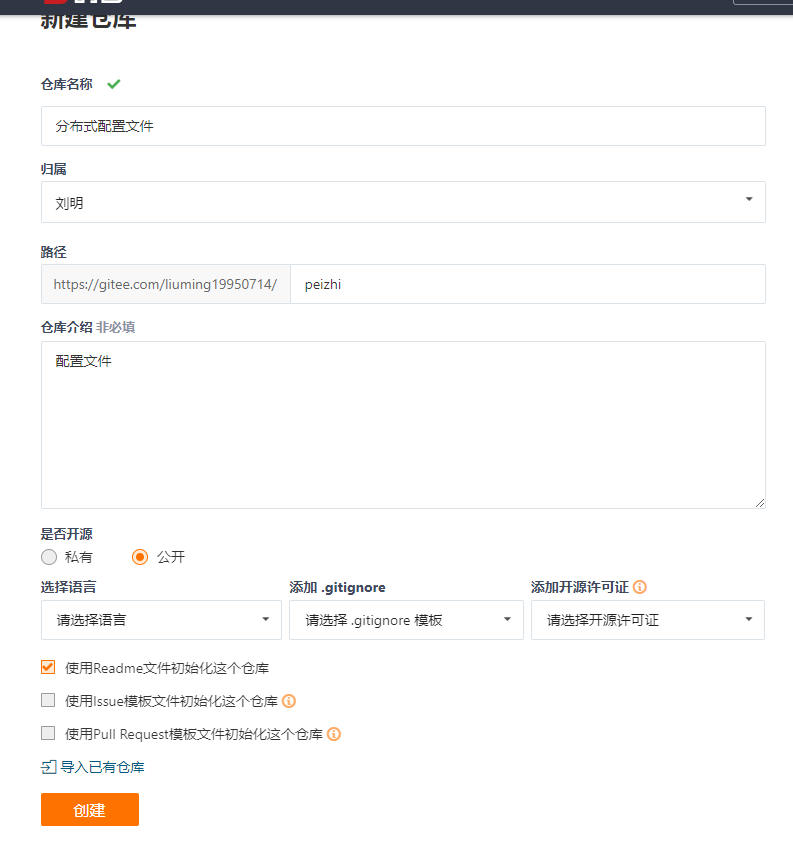 新建仓库
仓库名称
分布式配置文件
归属
刘明
路径
https://gitee.com/liuming19950714/ peizhi
仓库介绍 非必填
配置文件
是否开源
私有 公开
选择语言 添加 .gitignore 添加开源许可证
请选择语言 请选择 .gitignore 模板 请选择开源许可证
使用Readme文件初始化这个仓库
使用Issue模板文件初始化这个仓库
使用Pull Request模板文件初始化这个仓库
导入已有仓库
创建